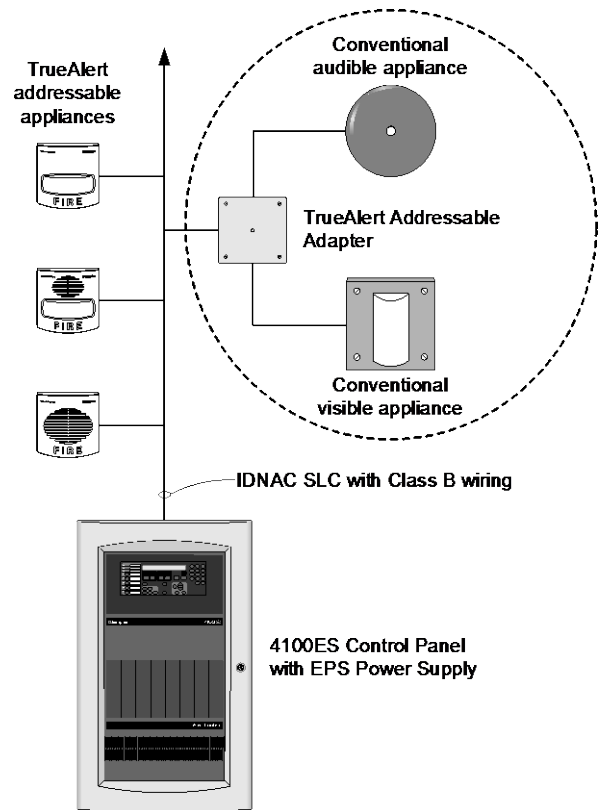 Conventional
audible appliance
TrueAlert
addressable
appliances
FIRE
TrueAlert Addressable
Adapter
FIRE
Conventional
visible appliance
FIRE
IDNAC SLC with Class B wiring
4100ES Control Panel
with EPS Power Supply